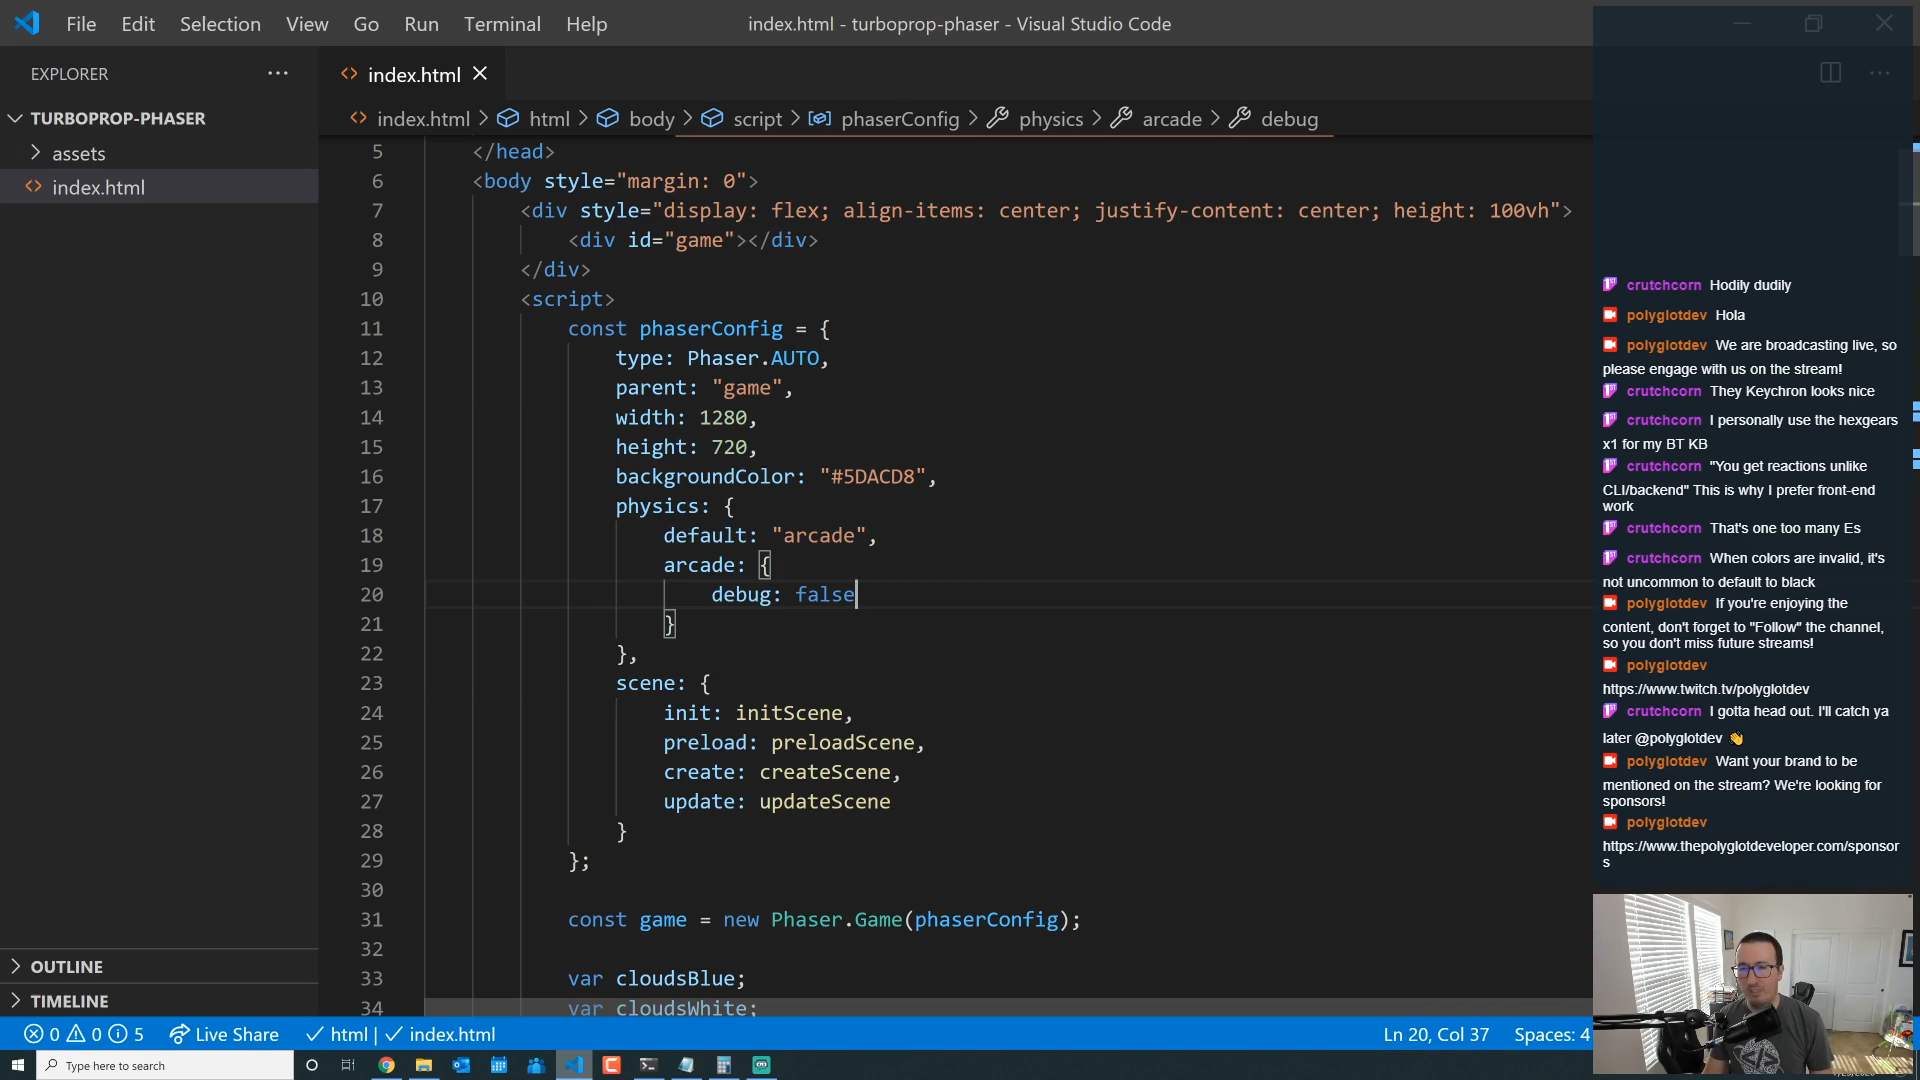 File Edit Selection View Go Run Terminal Help
index.html - turboprop-phaser - Visual Studio Code
EXPLORER
TURBOPROP-PHASER
assets
index.html
OUTLINE
TIMELINE
index.html
index.html > html > body > script > phaserConfig > physics > arcade > debug
5 </head>
6 <body style="margin: 0">
7 <div style="display: flex; align-items: center; justify-content: center; height: 100vh">
8 <div id="game"></div>
9 </div>
10 <script>
11 const phaserConfig = {
12 type: Phaser.AUTO,
13 parent: "game",
14 width: 1280,
15 height: 720,
16 backgroundColor: "#5DACD8",
17 physics: {
18 default: "arcade",
19 arcade: {
20 debug: false
21 }
22 },
23 scene: {
24 init: initScene,
25 preload: preloadScene,
26 create: createScene,
27 update: updateScene
28 }
29 };
30
31 const game = new Phaser.Game(phaserConfig);
32
33 var cloudsBlue;
34 var cloudsWhite;
crutchcorn Hodily dudily
polyglotdev Hola
polyglotdev We are broadcasting live, so
please engage with us on the stream!
crutchcorn They Keychron looks nice
crutchcorn I personally use the hexgears
x1 for my BT KB
crutchcorn "You get reactions unlike
CLI/backend" This is why I prefer front-end
work
crutchcorn That's one too many Es
crutchcorn When colors are invalid, it's
not uncommon to default to black
polyglotdev If you're enjoying the
content, don't forget to "Follow" the channel,
so you don't miss future streams!
polyglotdev
https://www.twitch.tv/polyglotdev
crutchcorn I gotta head out. I'll catch ya
later @polyglotdev 👋
polyglotdev Want your brand to be
mentioned on the stream? We're looking for
sponsors!
polyglotdev
https://www.thepolyglotdeveloper.com/sponsor
s
0 0 5 Live Share html | index.html
Ln 20, Col 37 Spaces: 4
Type here to search